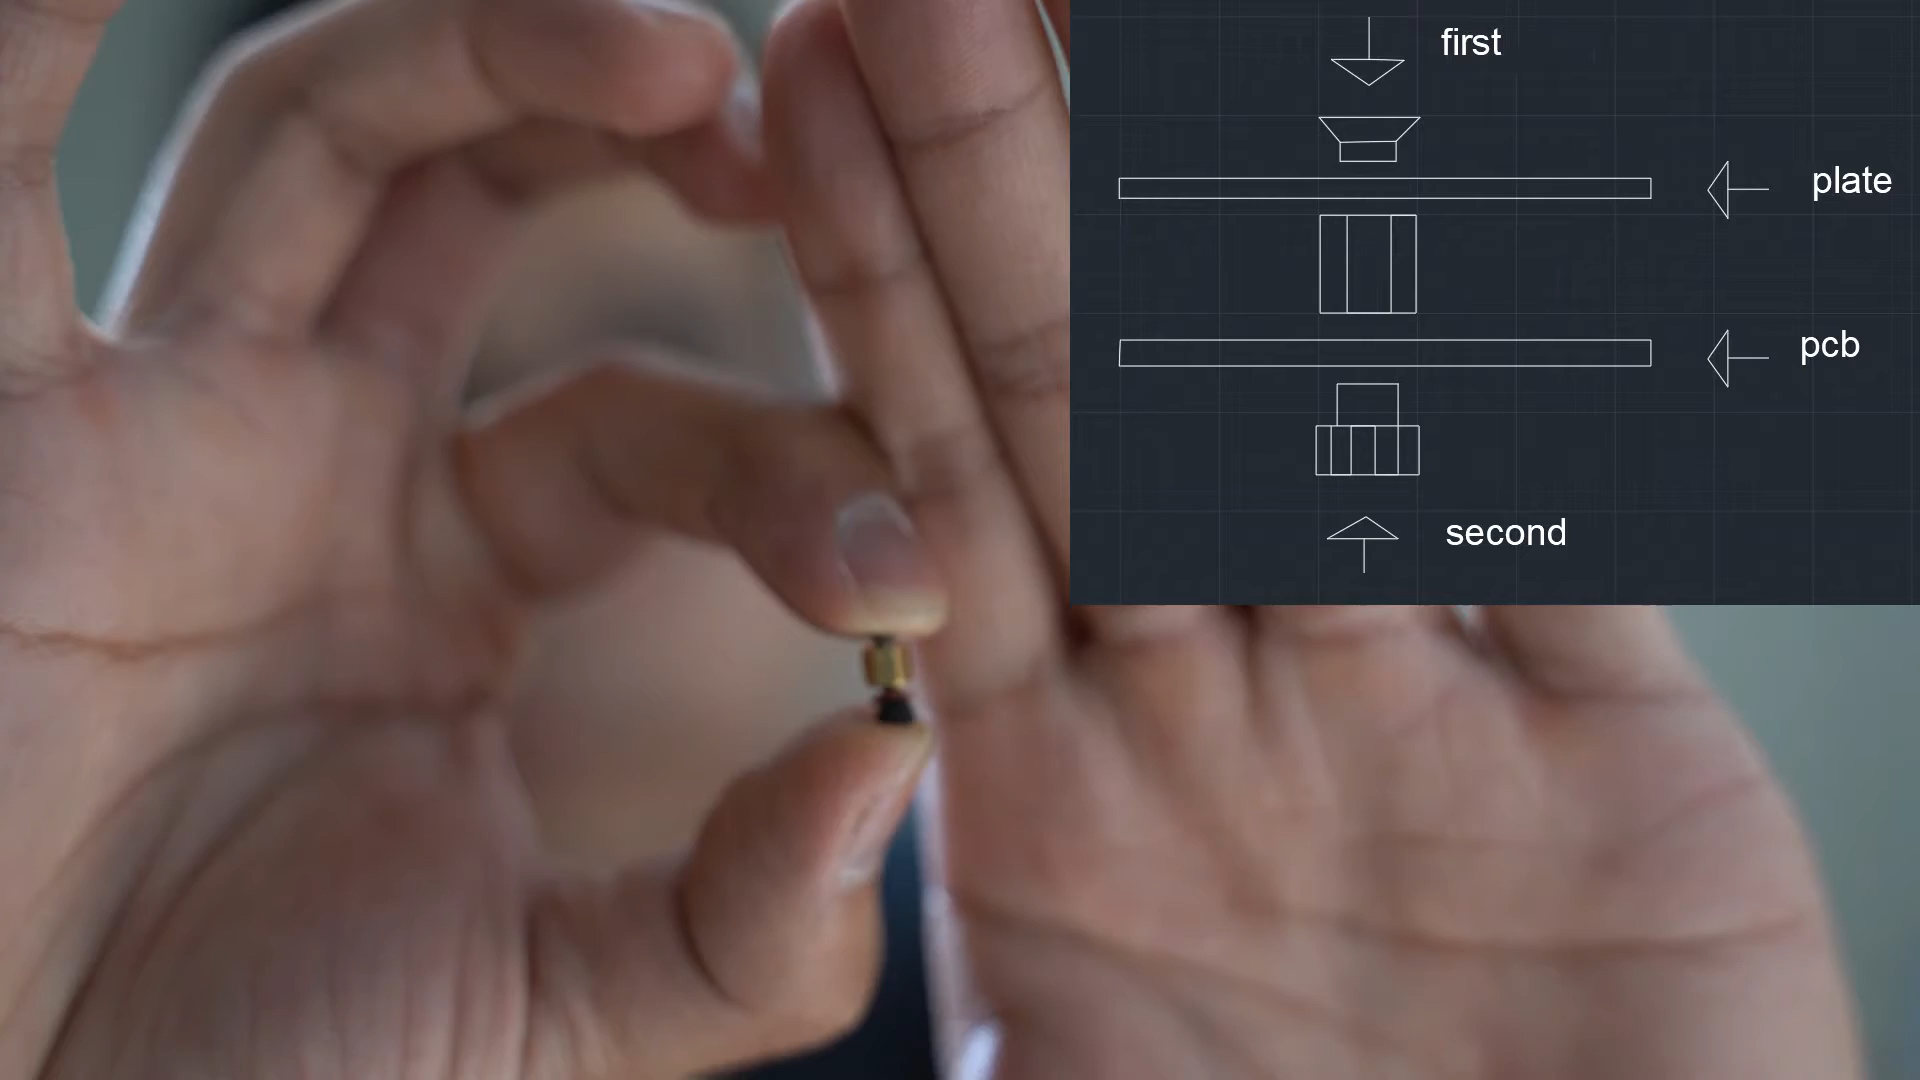 first
plate
pcb
second